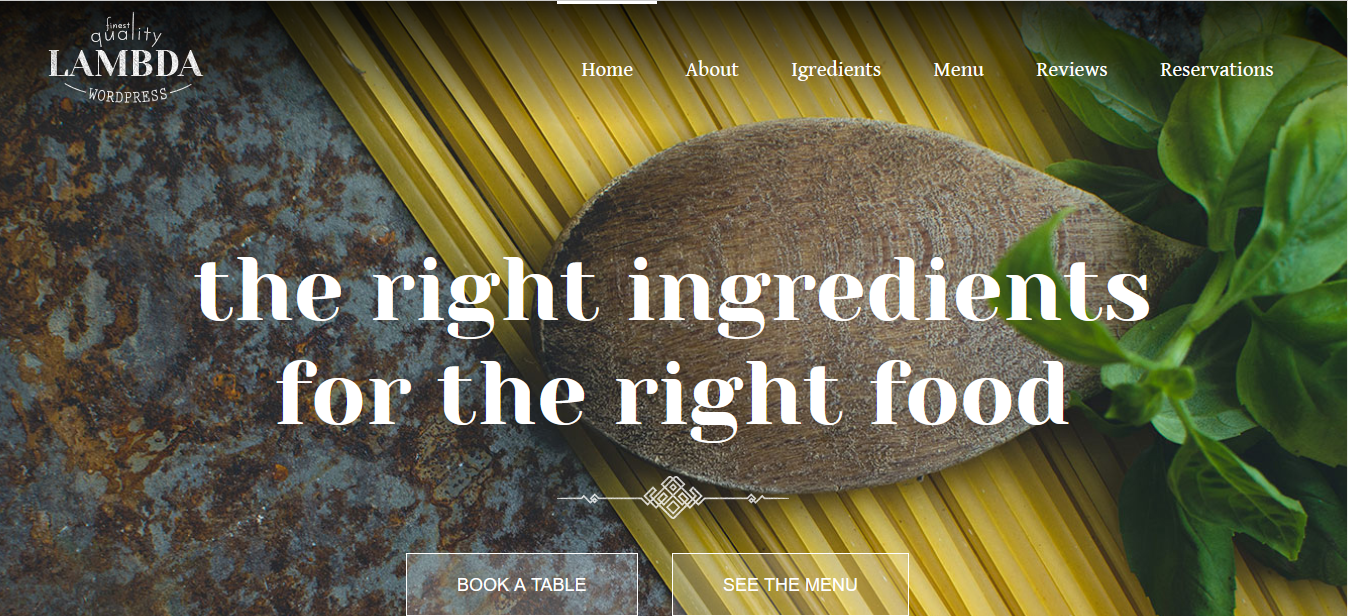 finest
quality
LAMBDA
WORDPRESS
Home About Igredients Menu Reviews Reservations
the right ingredients
for the right food
BOOK A TABLE SEE THE MENU